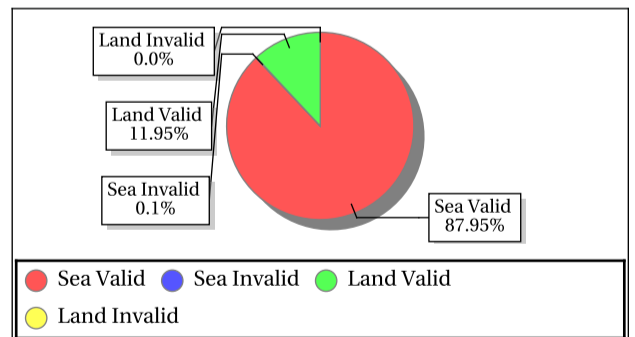 Land Invalid
0.0%
Land Valid
11.95%
Sea Invalid
0.1%
Sea Valid
87.95%
Sea Valid Sea Invalid Land Valid
Land Invalid